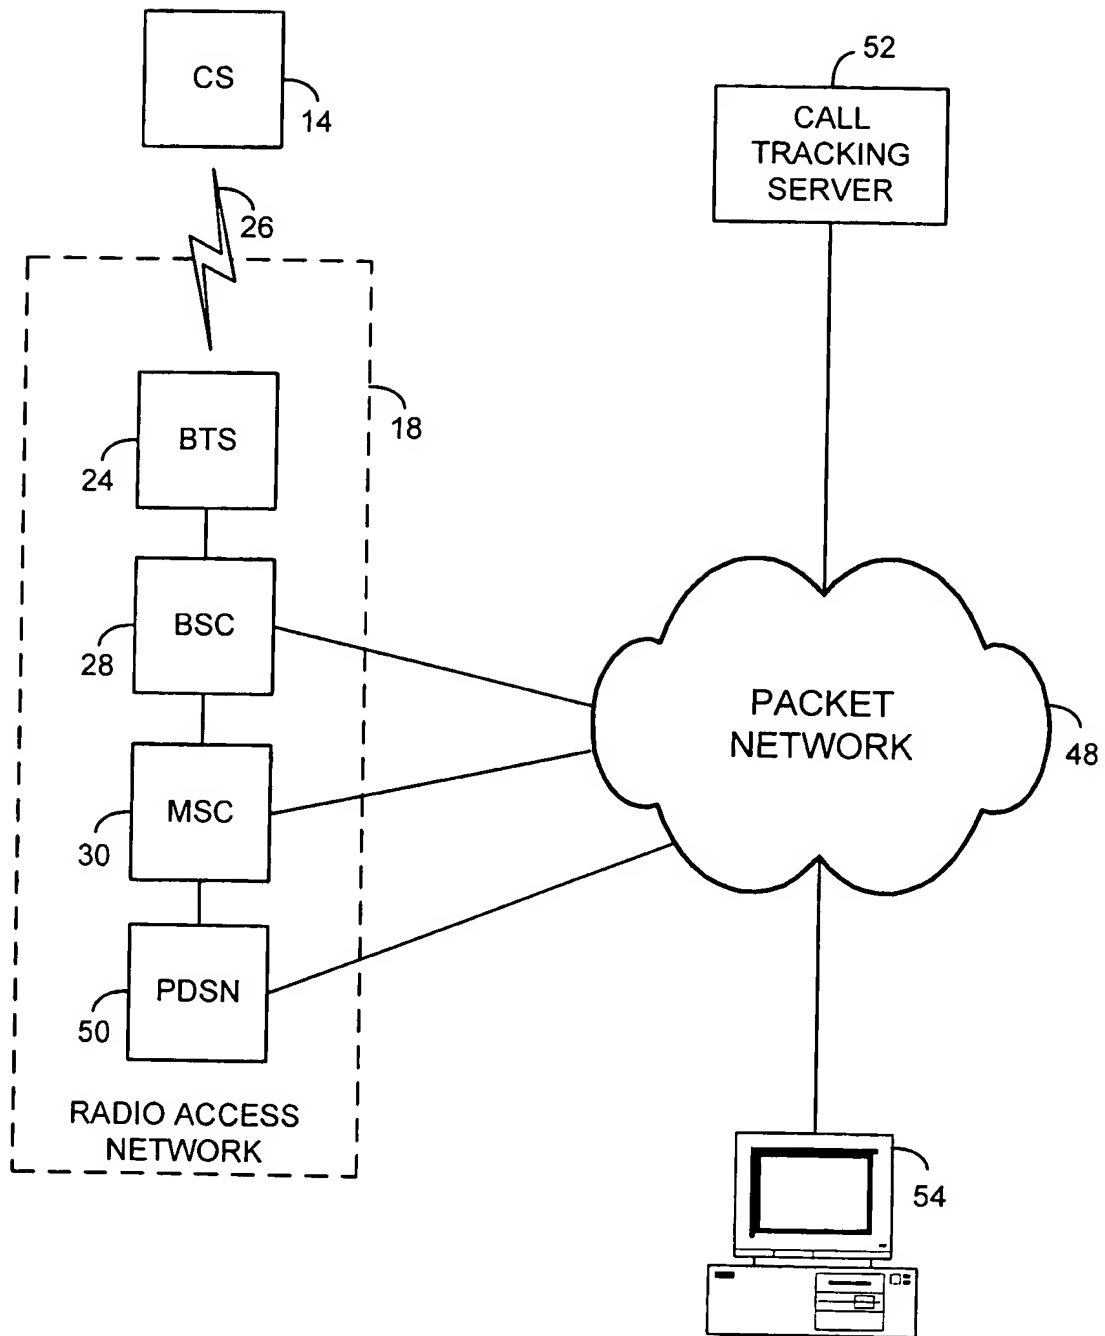 CS
14
52
CALL
TRACKING
SERVER
26
18
BTS
24
BSC
28
PACKET
NETWORK
48
MSC
30
PDSN
50
RADIO ACCESS
NETWORK
54